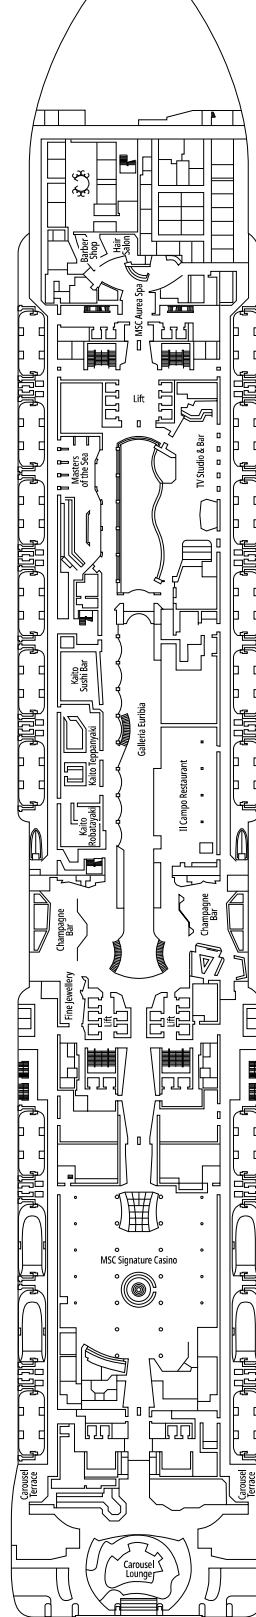 Barber
Shop
Hair
Salon
MSC Aurea Spa
Lift
Masters
of the Sea
TV Studio & Bar
Kaito
Sushi Bar
Galleria Euribia
Kaito Teppanyaki
Il Campo Restaurant
Kaito
Robatayaki
Champagne
Bar
Champagne
Bar
Fine Jewellery
Lift
Lift
MSC Signature Casino
Carousel
Terrace
Carousel
Terrace
Carousel
Lounge